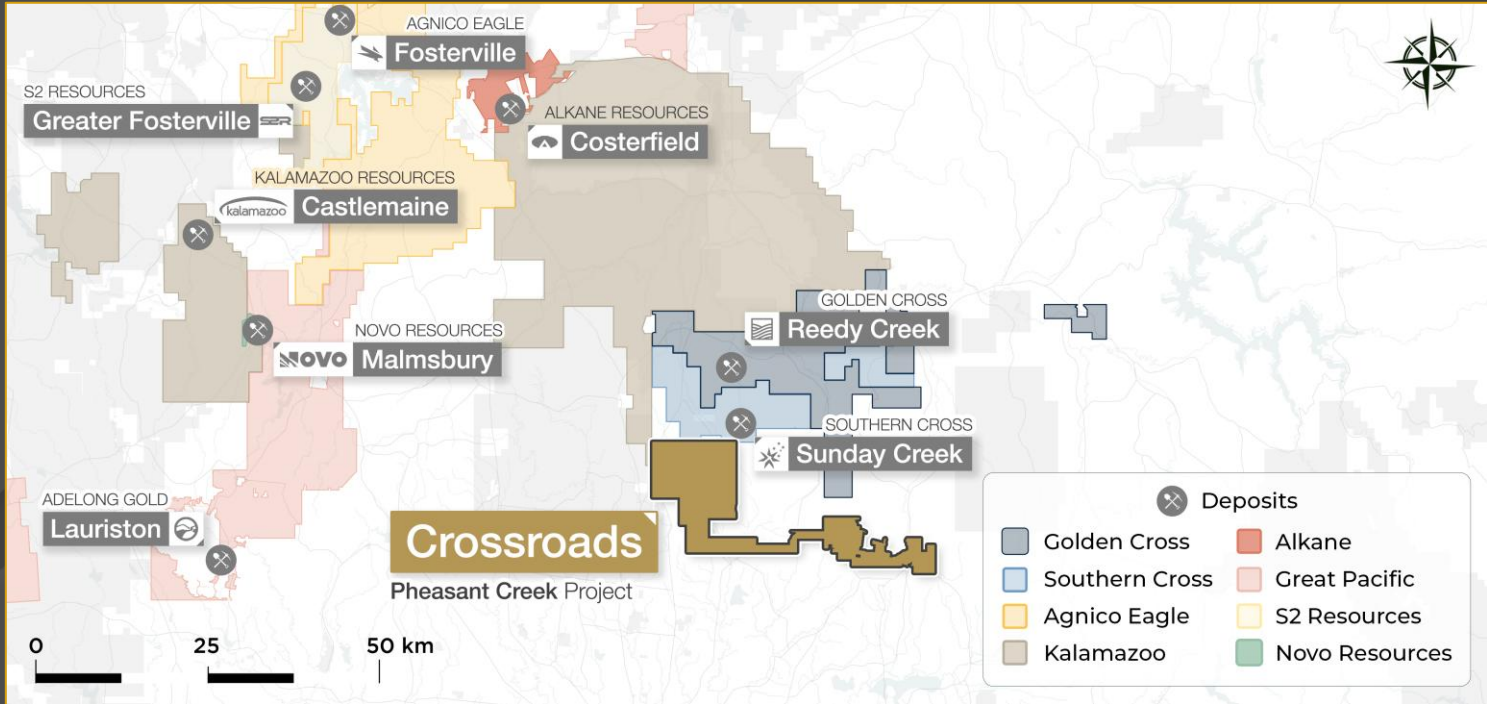 AGNICO EAGLE
Fosterville
S2 RESOURCES
Greater Fosterville S2R
ALKANE RESOURCES
Costerfield
KALAMAZOO RESOURCES
kalamazoo Castlemaine
GOLDEN CROSS
Reedy Creek
NOVO RESOURCES
NOVO Malmsbury
SOUTHERN CROSS
Sunday Creek
ADELONG GOLD
Lauriston
Crossroads
Pheasant Creek Project
0 25 50 km
Deposits
Golden Cross
Southern Cross
Agnico Eagle
Kalamazoo
Alkane
Great Pacific
S2 Resources
Novo Resources